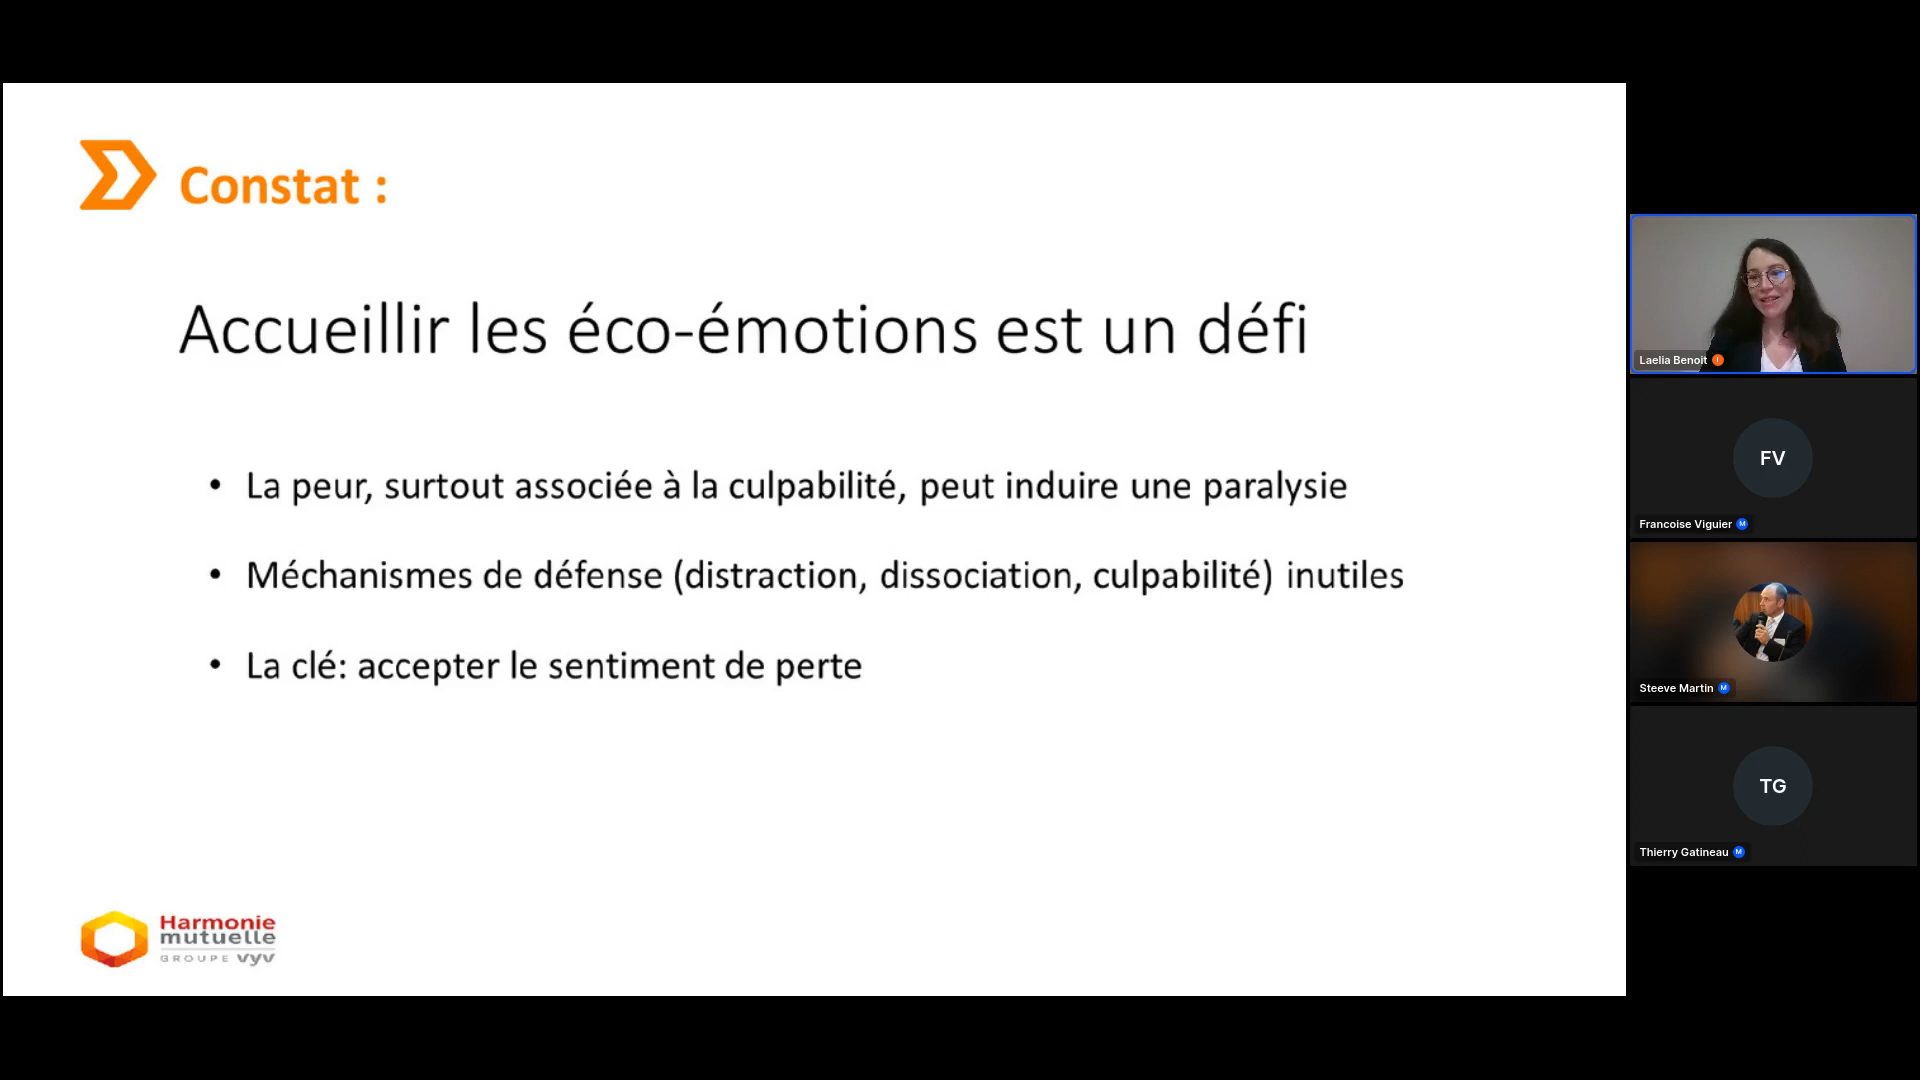 Constat :
Accueillir les éco-émotions est un défi
• La peur, surtout associée à la culpabilité, peut induire une paralysie
• Méchanismes de défense (distraction, dissociation, culpabilité) inutiles
• La clé: accepter le sentiment de perte
Harmonie
mutuelle
GROUPE vyv
Laelia Benoit I
FV
Francoise Viguier M
Steeve Martin M
TG
Thierry Gatineau M